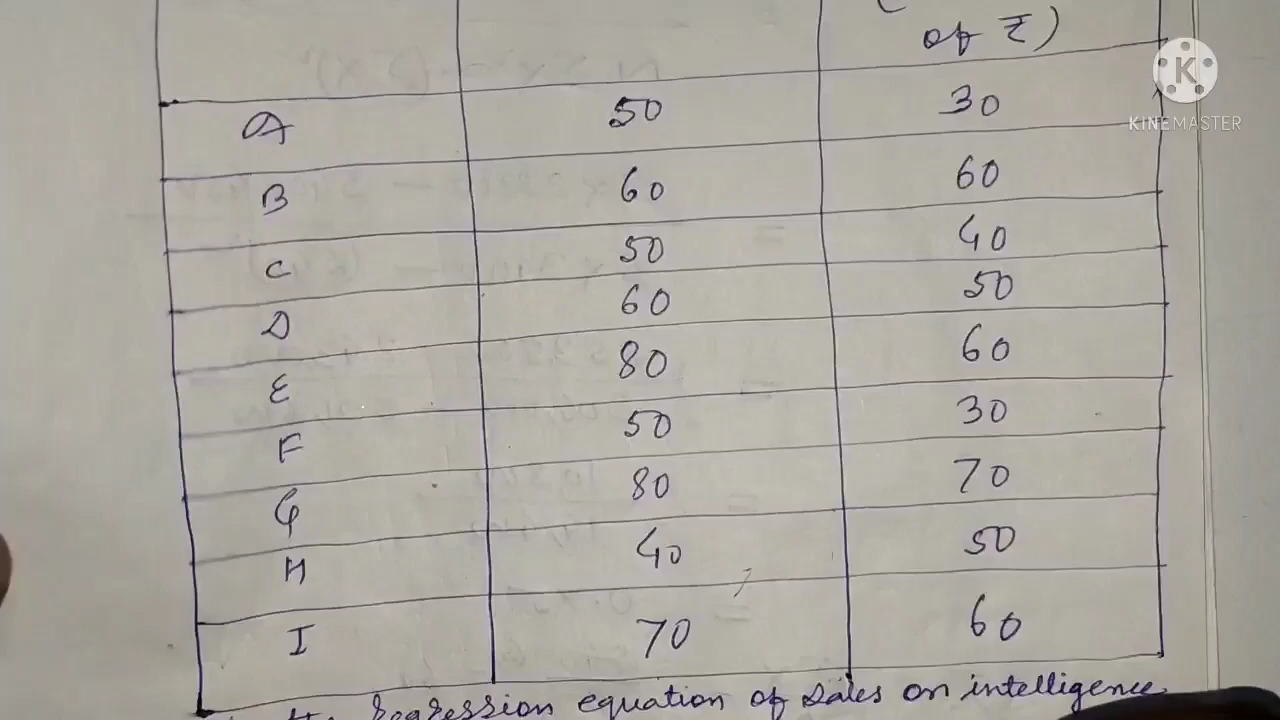 of ₹)
A 50 30
B 60 60
C 50 40
D 60 50
E 80 60
F 50 30
G 80 70
H 40 50
I 70 60
regression equation of sales on intelligence
K
KINEMASTER